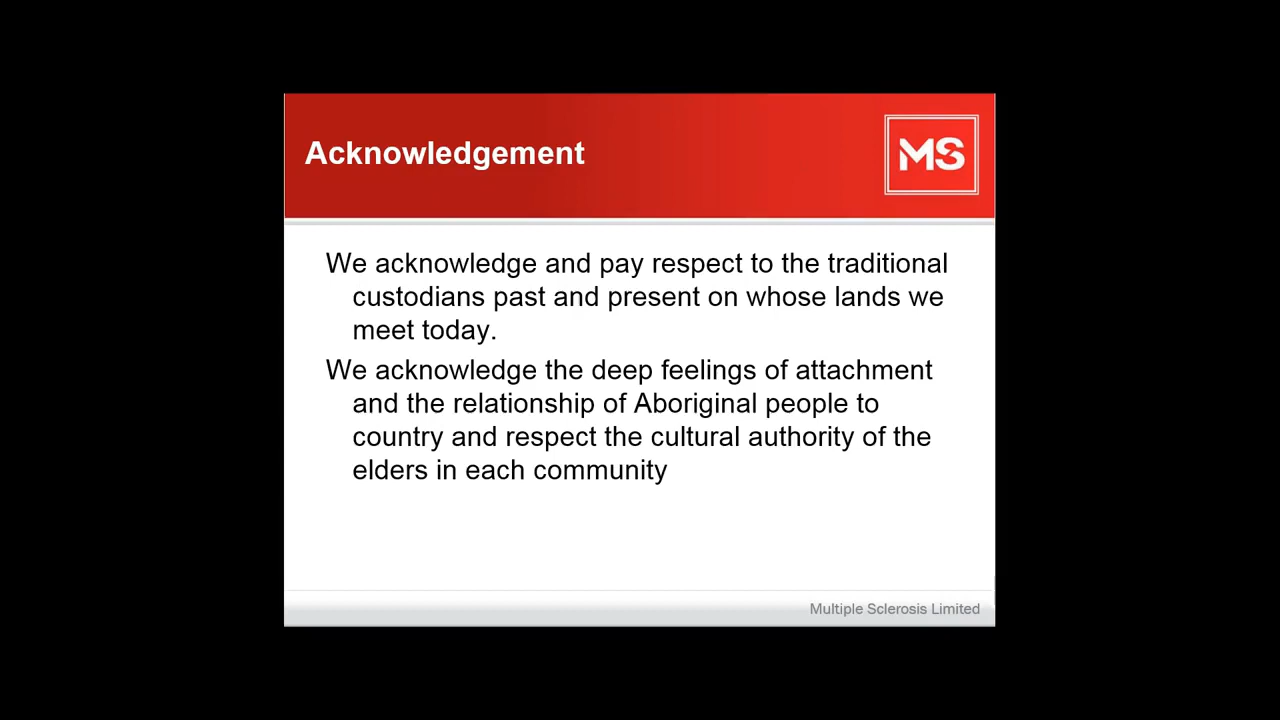 Acknowledgement
MS
We acknowledge and pay respect to the traditional
custodians past and present on whose lands we
meet today.
We acknowledge the deep feelings of attachment
and the relationship of Aboriginal people to
country and respect the cultural authority of the
elders in each community
Multiple Sclerosis Limited